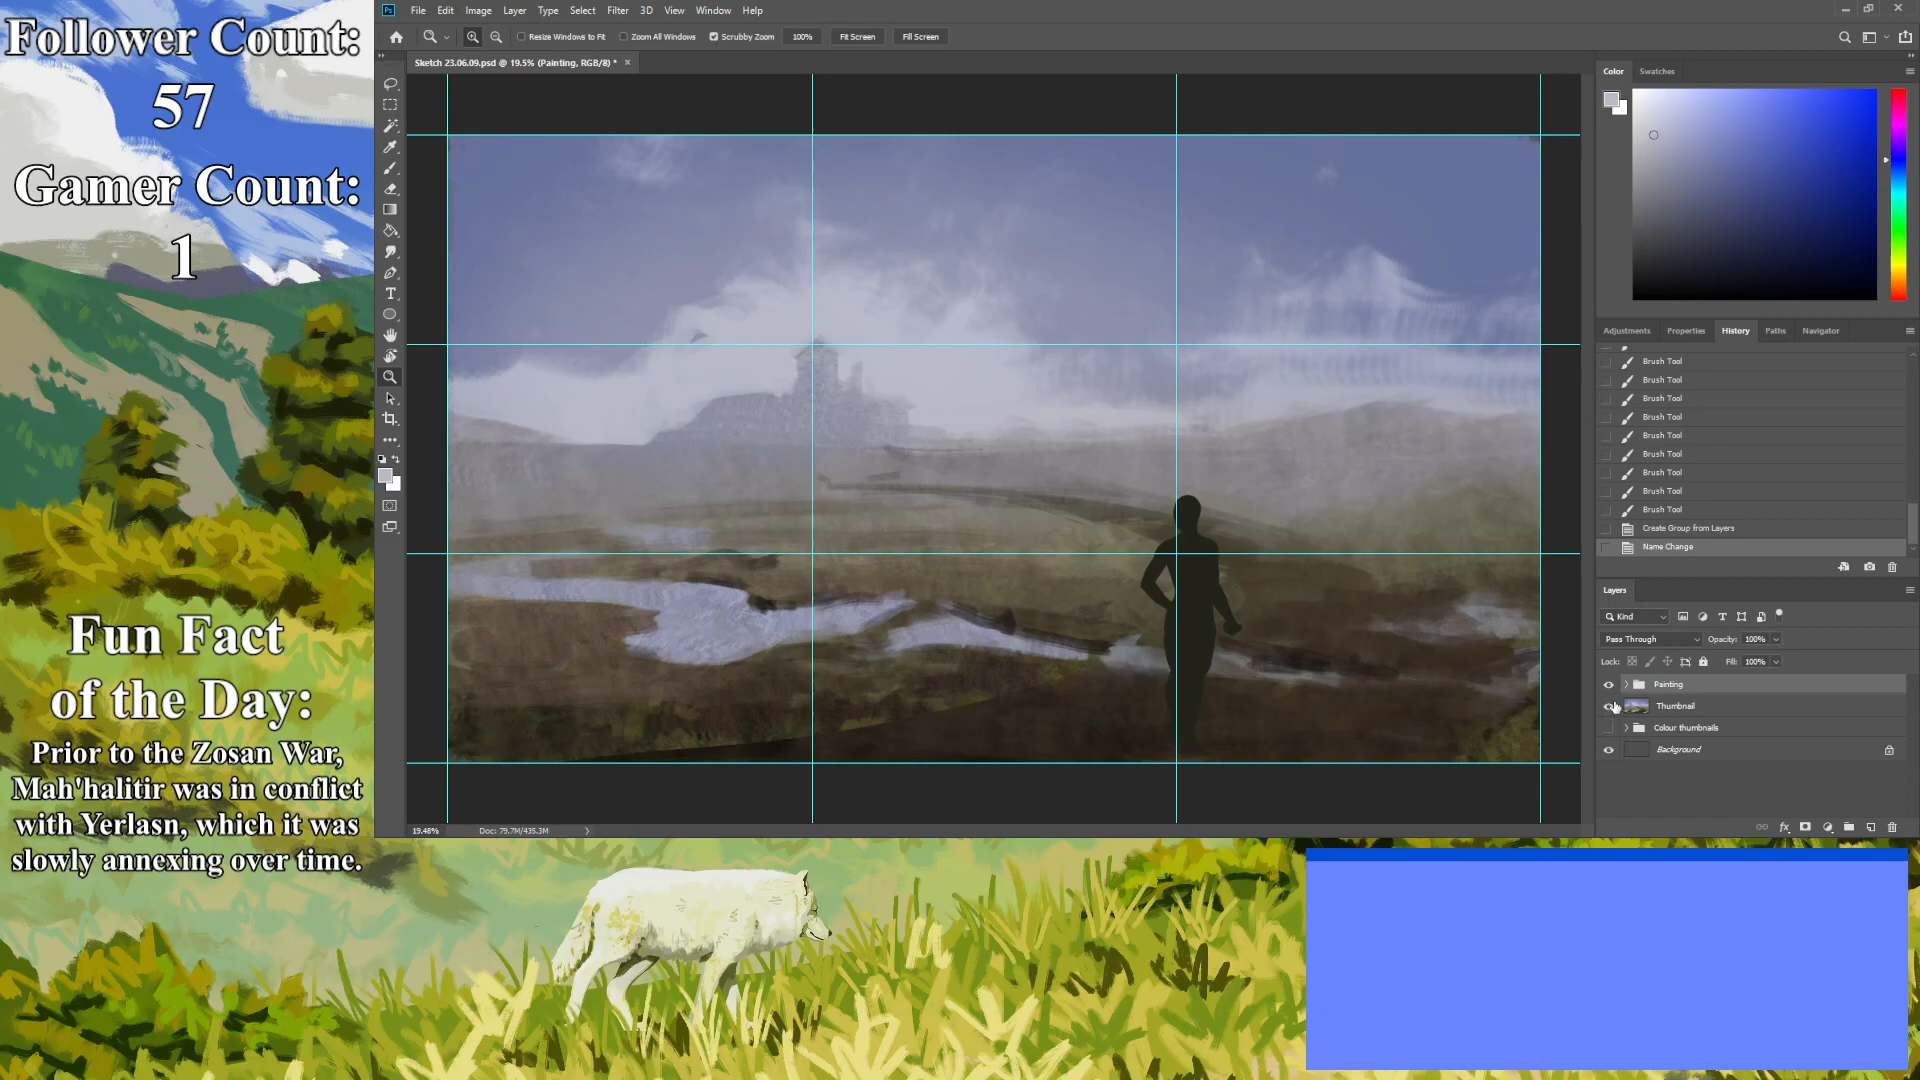 Follower Count:
57
Gamer Count:
1
Fun Fact
of the Day:
Prior to the Zosan War,
Mah'halitir was in conflict
with Yerlasn, which it was
slowly annexing over time.
Ps File Edit Image Layer Type Select Filter 3D View Window Help
Resize Windows to Fit Zoom All Windows Scrubby Zoom 100% Fit Screen Fill Screen
Sketch 23.06.09.psd @ 19.5% (Painting, RGB/8) *
19.48% Doc: 79.7M/435.3M
Color Swatches
Adjustments Properties History Paths Navigator
Brush Tool
Brush Tool
Brush Tool
Brush Tool
Brush Tool
Brush Tool
Brush Tool
Brush Tool
Brush Tool
Create Group from Layers
Name Change
Layers
Kind
Pass Through Opacity: 100%
Lock: Fill: 100%
Painting
Thumbnail
Colour thumbnails
Background